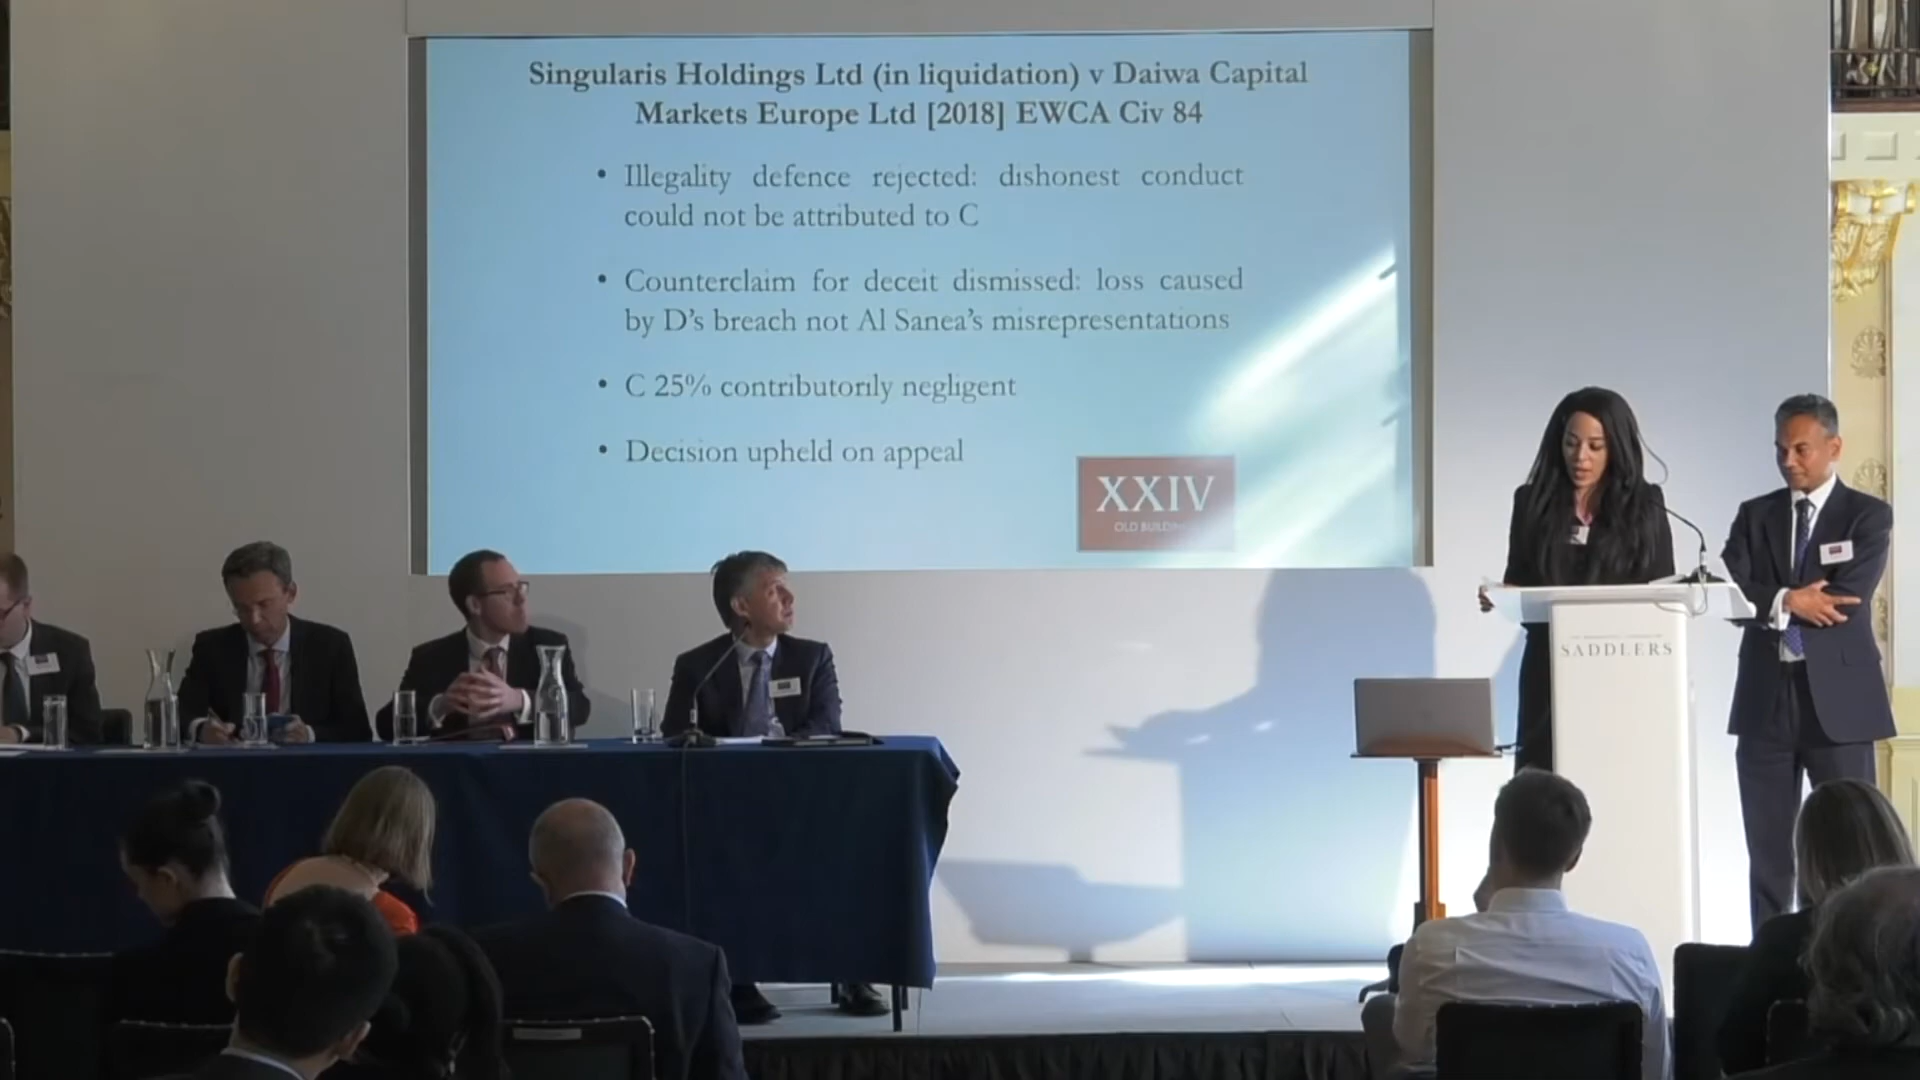 Singularis Holdings Ltd (in liquidation) v Daiwa Capital
Markets Europe Ltd [2018] EWCA Civ 84
• Illegality defence rejected: dishonest conduct
could not be attributed to C
• Counterclaim for deceit dismissed: loss caused
by D's breach not Al Sanea's misrepresentations
• C 25% contributorily negligent
• Decision upheld on appeal
XXIV
OLD BUILDINGS
SADDLERS